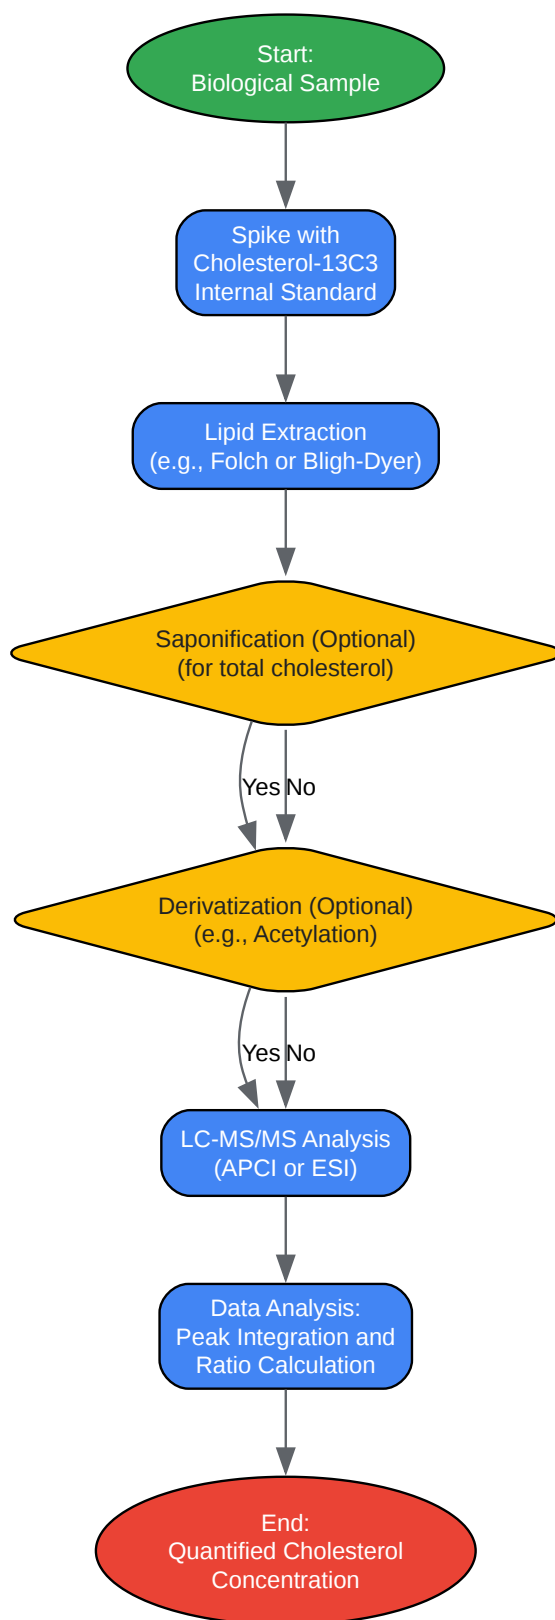 Start:
Biological Sample
Spike with
Cholesterol-13C3
Internal Standard
Lipid Extraction
(e.g., Folch or Bligh-Dyer)
Saponification (Optional)
(for total cholesterol)
Yes No
Derivatization (Optional)
(e.g., Acetylation)
Yes No
LC-MS/MS Analysis
(APCI or ESI)
Data Analysis:
Peak Integration and
Ratio Calculation
End:
Quantified Cholesterol
Concentration